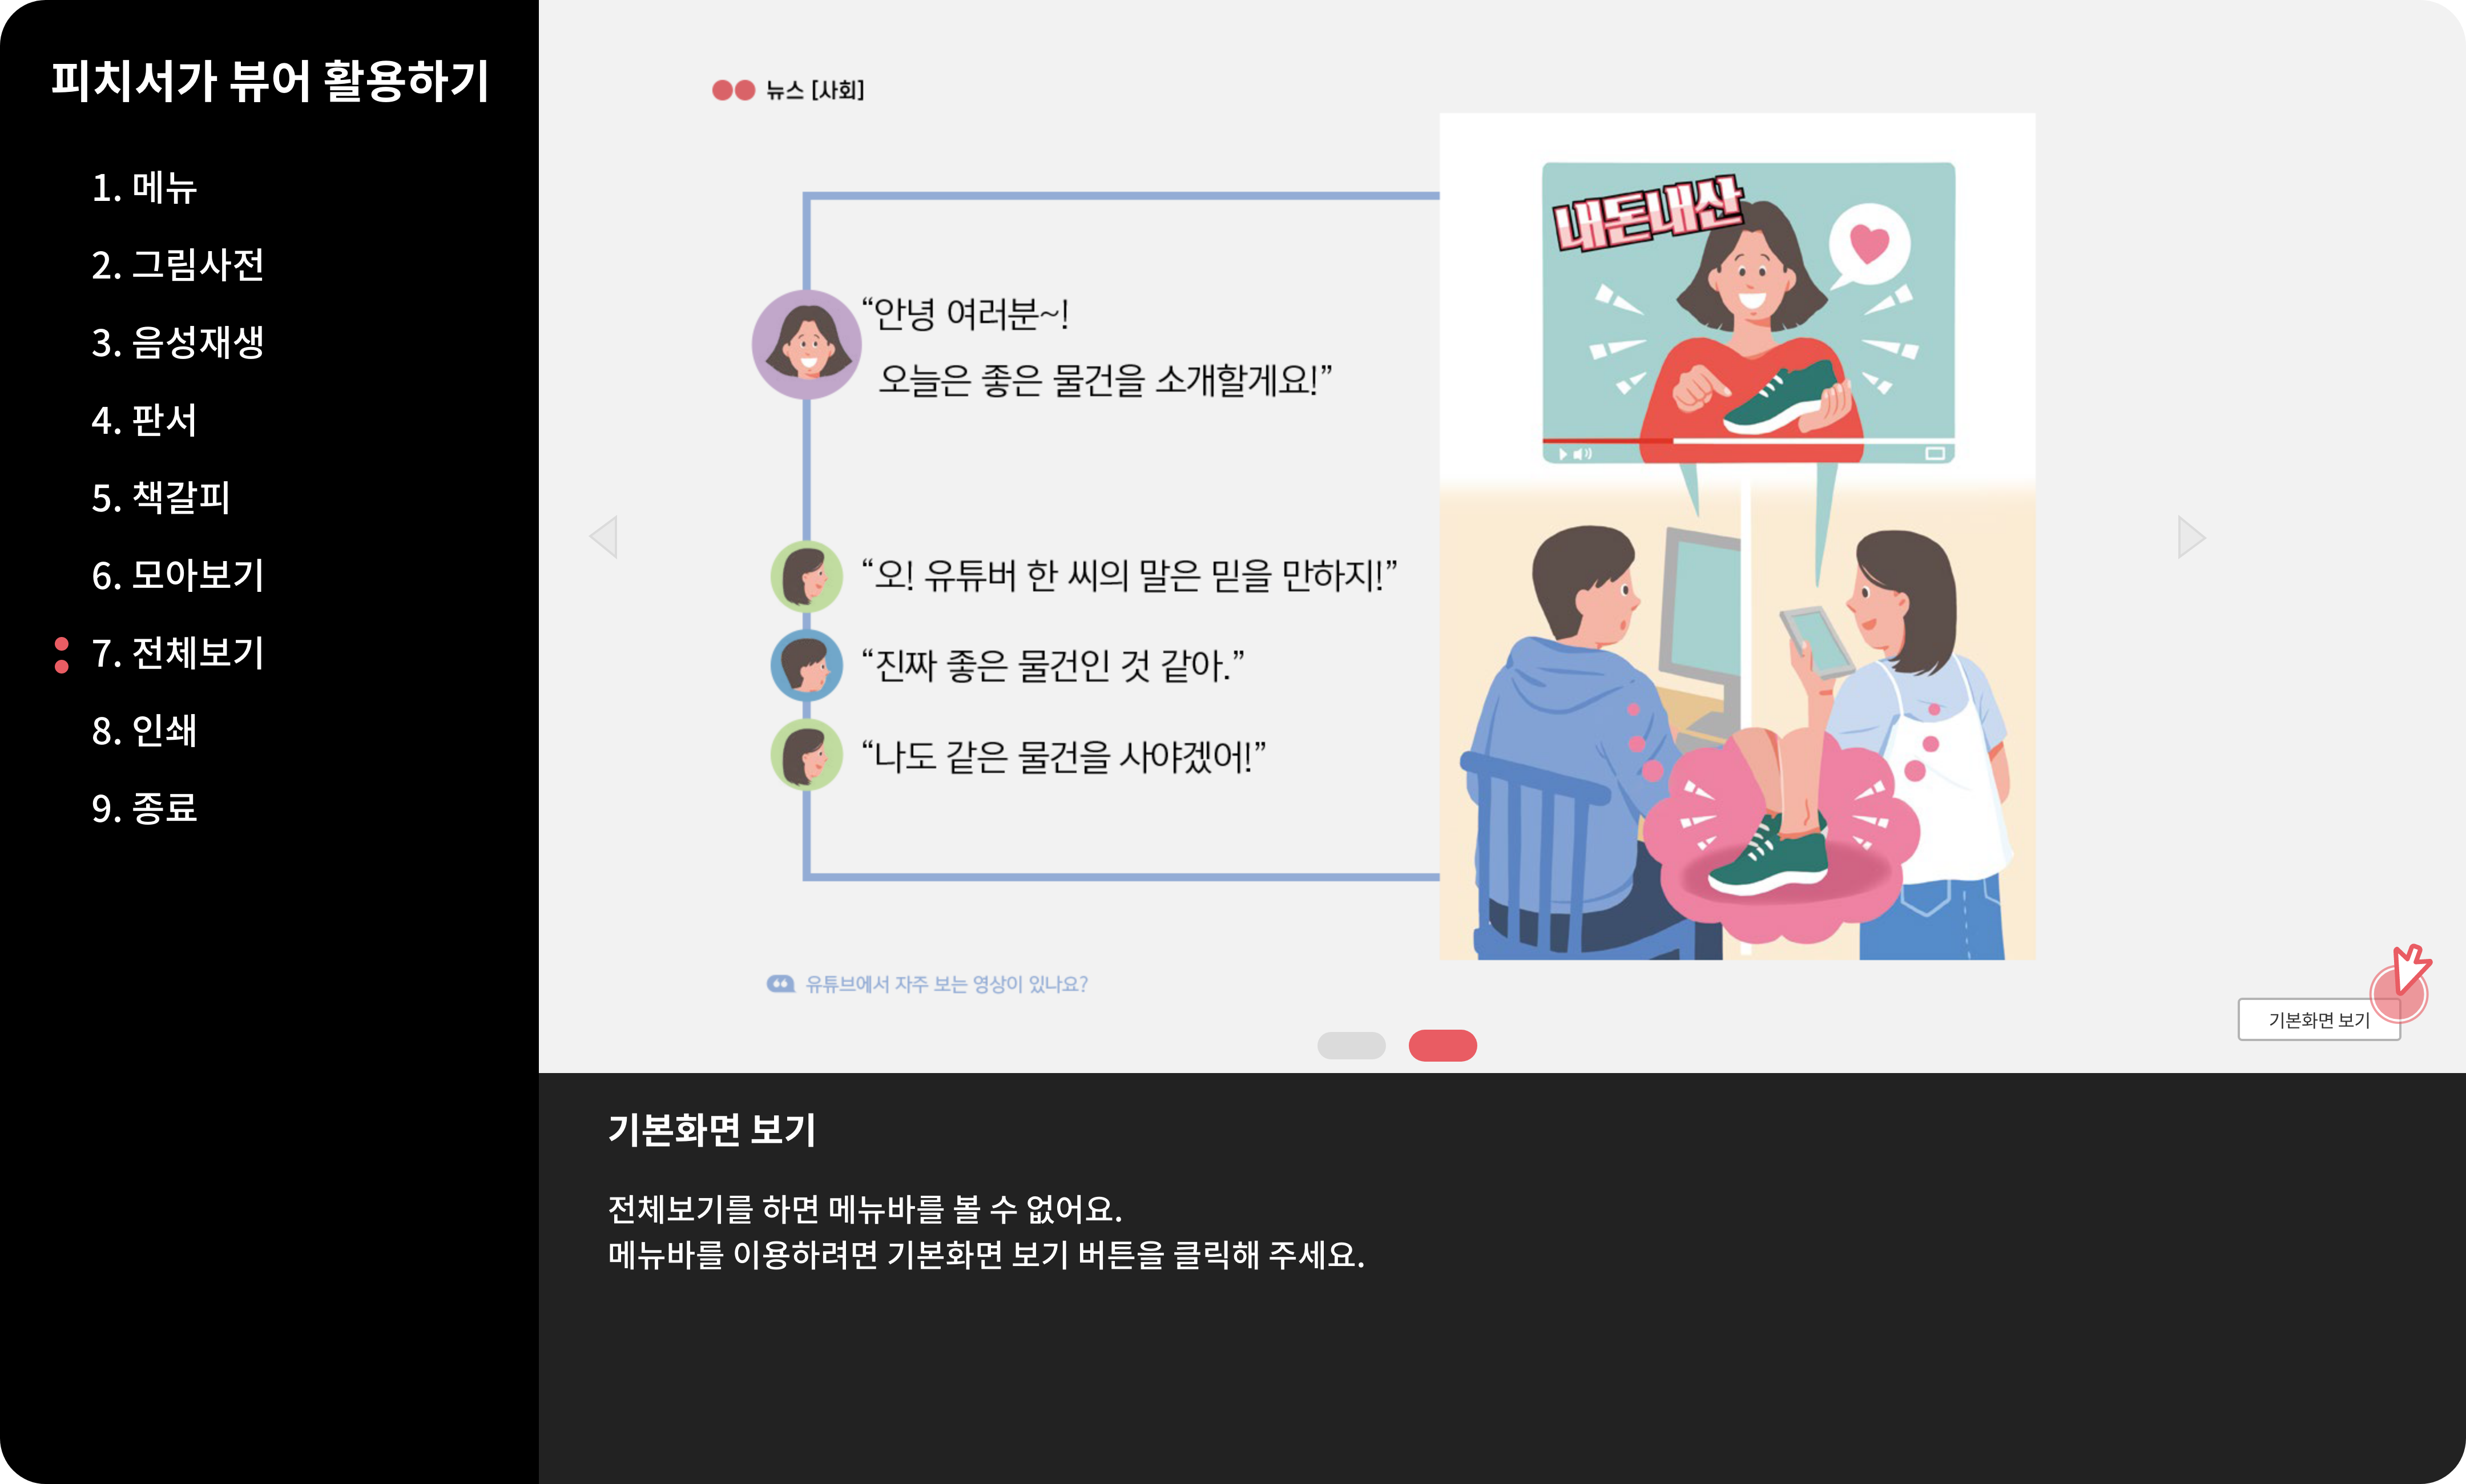 피치서가 뷰어 활용하기
1. 메뉴
2. 그림사전
3. 음성재생
4. 판서
5. 책갈피
6. 모아보기
7. 전체보기
8. 인쇄
9. 종료
뉴스 [사회]
“안녕 여러분~!
오늘은 좋은 물건을 소개할게요!”
“오! 유튜버 한 씨의 말은 믿을 만하지!”
“진짜 좋은 물건인 것 같아.”
“나도 같은 물건을 사야겠어!”
내돈내산
유튜브에서 자주 보는 영상이 있나요?
기본화면 보기
기본화면 보기
전체보기를 하면 메뉴바를 볼 수 없어요.
메뉴바를 이용하려면 기본화면 보기 버튼을 클릭해 주세요.